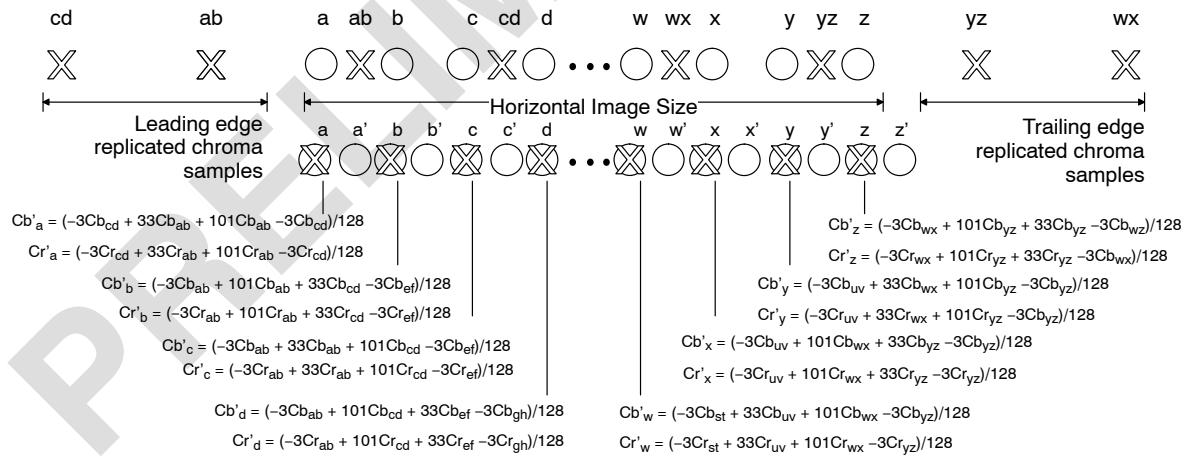 cd ab a ab b c cd d w wx x y yz z yz wx
• • •
Horizontal Image Size
Leading edge
replicated chroma
samples
Trailing edge
replicated chroma
samples
a a' b b' c c' d w w' x x' y y' z z'
• • •
Cb'a = (–3Cbcd + 33Cbab + 101Cbab –3Cbcd)/128
Cr'a = (–3Crcd + 33Crab + 101Crab –3Crcd)/128
Cb'b = (–3Cbab + 101Cbab + 33Cbcd –3Cbef)/128
Cr'b = (–3Crab + 101Crab + 33Crcd –3Cref)/128
Cb'c = (–3Cbab + 33Cbab + 101Cbcd –3Cbef)/128
Cr'c = (–3Crab + 33Crab + 101Crcd –3Cref)/128
Cb'd = (–3Cbab + 101Cbcd + 33Cbef –3Cbgh)/128
Cr'd = (–3Crab + 101Crcd + 33Cref –3Crgh)/128
Cb'z = (–3Cbwx + 101Cbyz + 33Cbyz –3Cbwz)/128
Cr'z = (–3Crwx + 101Cryz + 33Cryz –3Cbwx)/128
Cb'y = (–3Cbuv + 33Cbwx + 101Cbyz –3Cbyz)/128
Cr'y = (–3Cruv + 33Crwx + 101Cryz –3Cbyz)/128
Cb'x = (–3Cbuv + 101Cbwx + 33Cbyz –3Cbyz)/128
Cr'x = (–3Cruv + 101Crwx + 33Cryz –3Cryz)/128
Cb'w = (–3Cbst + 33Cbuv + 101Cbwx –3Cbyz)/128
Cr'w = (–3Crst + 33Cruv + 101Crwx –3Cryz)/128
PRELIM